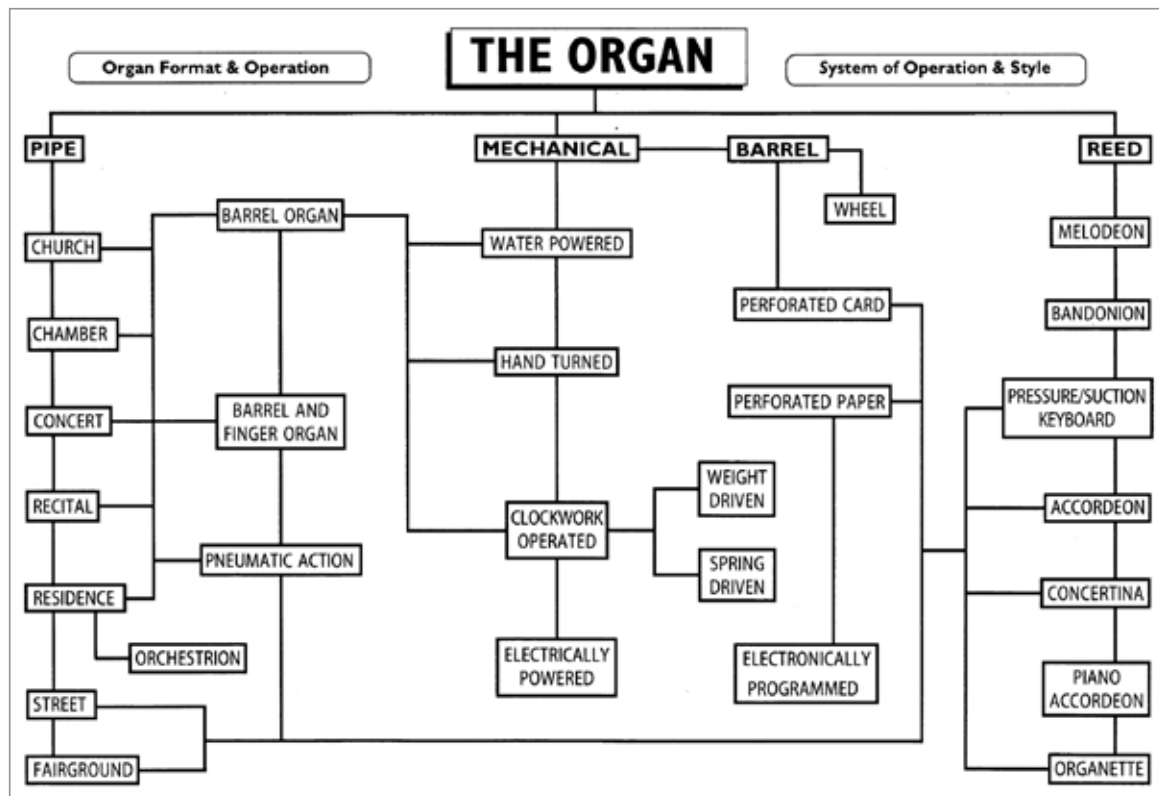 THE ORGAN
Organ Format & Operation
System of Operation & Style
PIPE
MECHANICAL
BARREL
REED
WHEEL
BARREL ORGAN
CHURCH
WATER POWERED
MELODEON
PERFORATED CARD
BANDONION
CHAMBER
HAND TURNED
PERFORATED PAPER
PRESSURE/SUCTION
KEYBOARD
CONCERT
BARREL AND
FINGER ORGAN
WEIGHT
DRIVEN
RECITAL
CLOCKWORK
OPERATED
ACCORDEON
PNEUMATIC ACTION
SPRING
DRIVEN
RESIDENCE
CONCERTINA
ORCHESTRION
ELECTRICALLY
POWERED
ELECTRONICALLY
PROGRAMMED
PIANO
ACCORDEON
STREET
FAIRGROUND
ORGANETTE